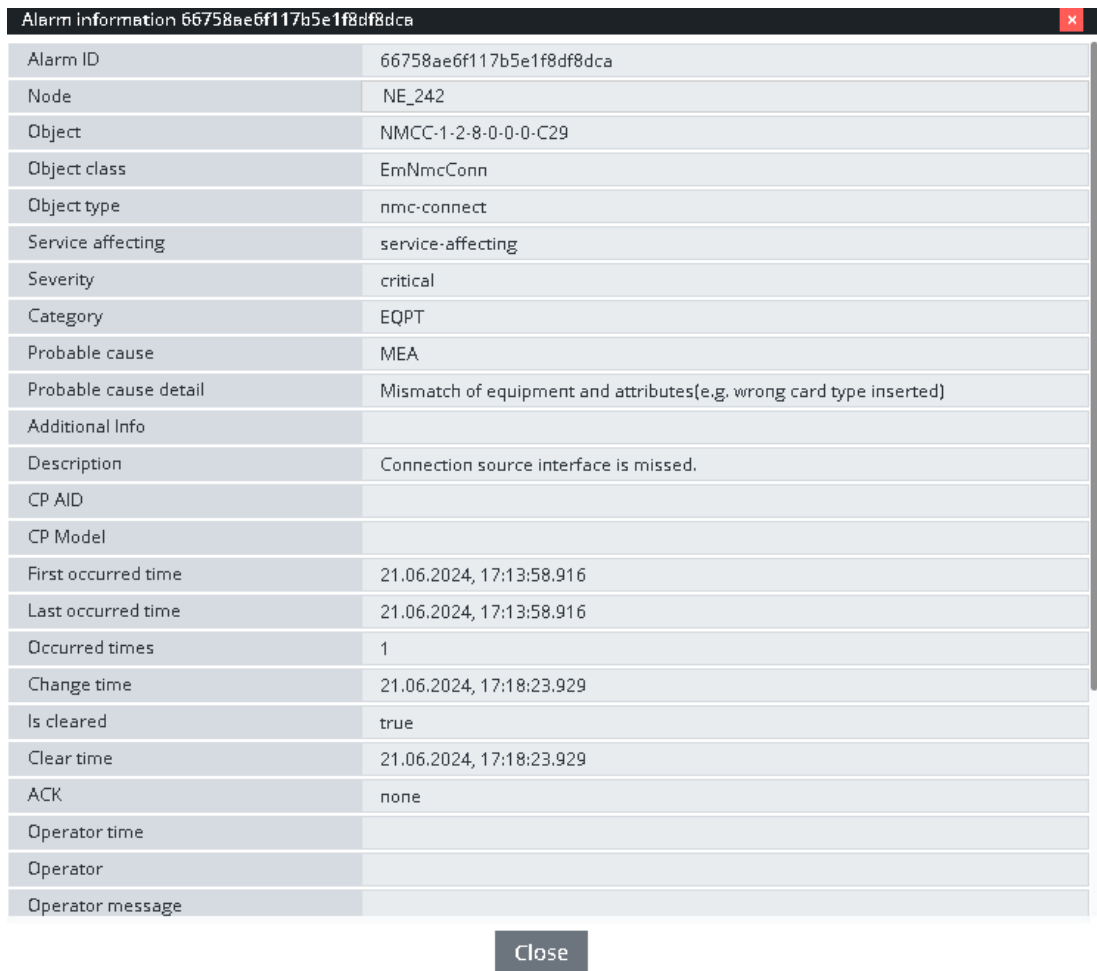 Alarm information 66758ae6f117b5e1f8df8dca
Alarm ID 66758ae6f117b5e1f8df8dca
Node NE_242
Object NMCC-1-2-8-0-0-0-C29
Object class EmNmcConn
Object type nmc-connect
Service affecting service-affecting
Severity critical
Category EQPT
Probable cause MEA
Probable cause detail Mismatch of equipment and attributes(e.g. wrong card type inserted)
Additional Info
Description Connection source interface is missed.
CP AID
CP Model
First occurred time 21.06.2024, 17:13:58.916
Last occurred time 21.06.2024, 17:13:58.916
Occurred times 1
Change time 21.06.2024, 17:18:23.929
Is cleared true
Clear time 21.06.2024, 17:18:23.929
ACK none
Operator time
Operator
Operator message
Close